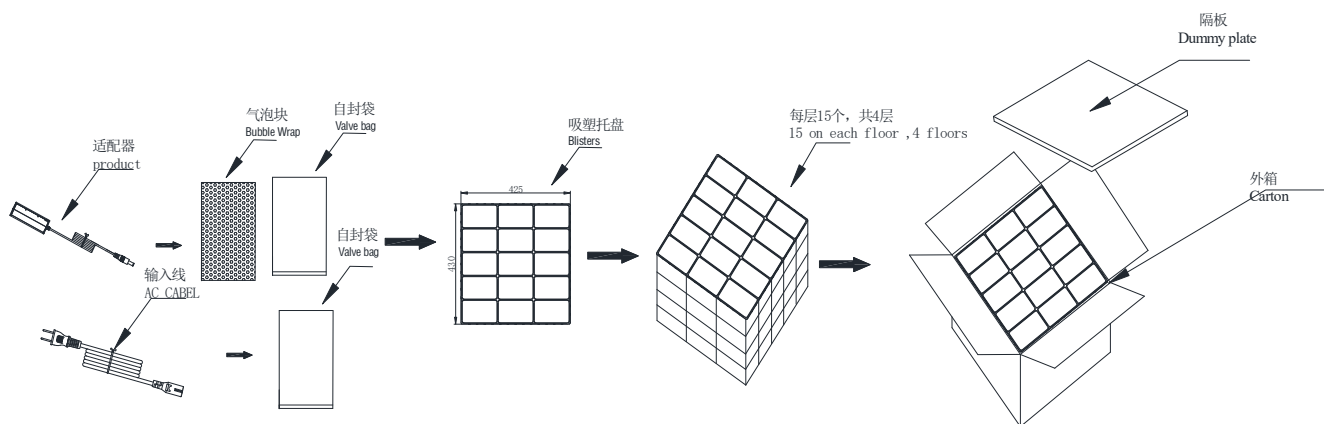 适配器
product
输入线
AC CABEL
气泡块
Bubble Wrap
自封袋
Valve bag
自封袋
Valve bag
吸塑托盘
Blisters
425
430
每层15个，共4层
15 on each floor ,4 floors
隔板
Dummy plate
外箱
Carton